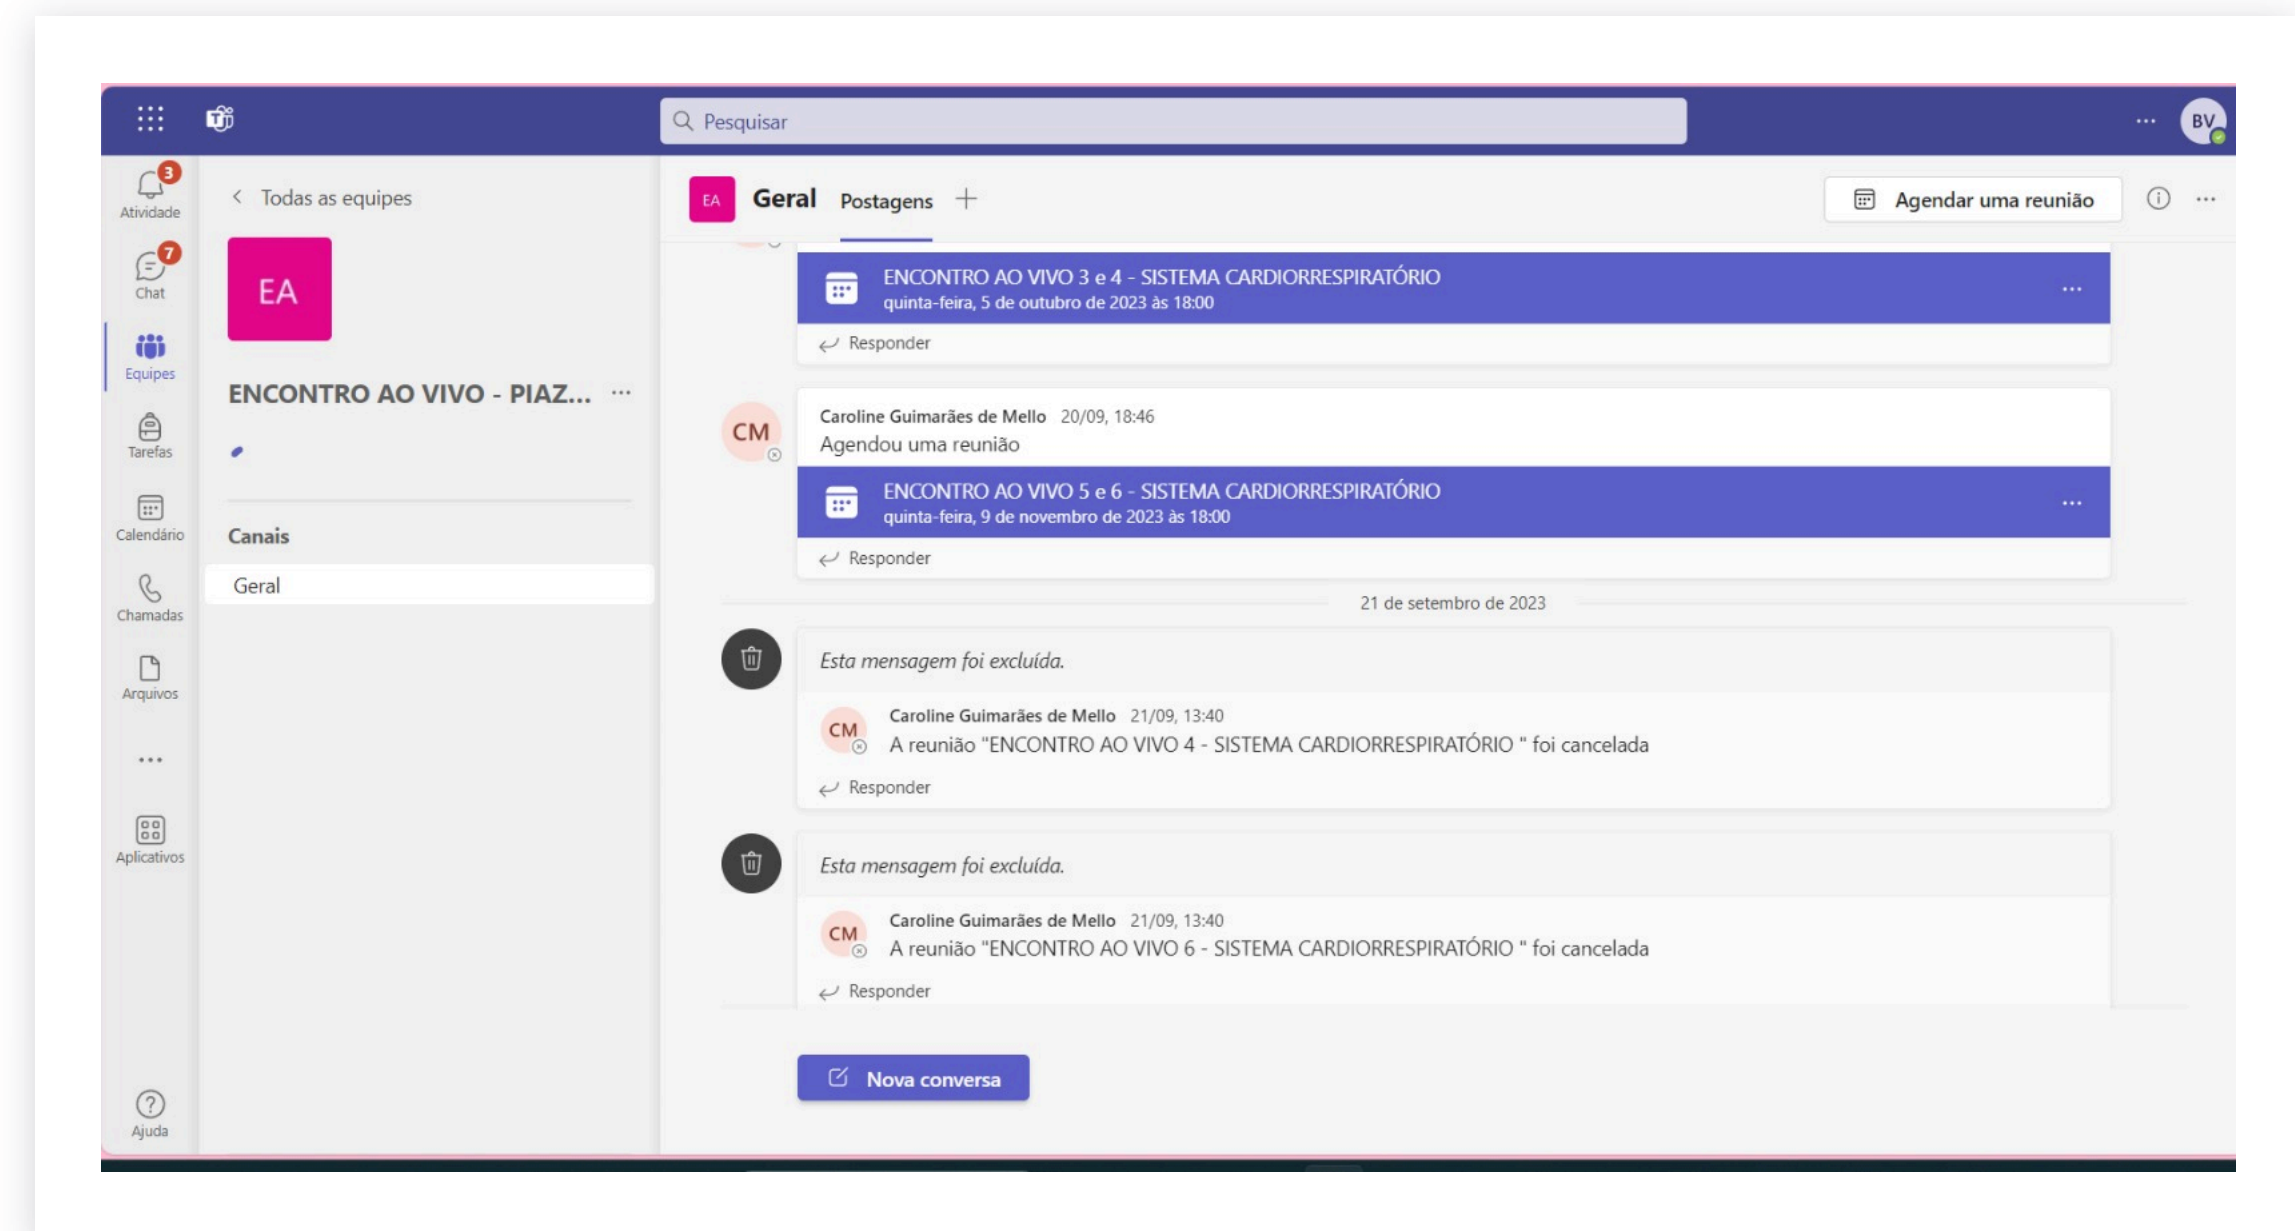 Pesquisar
BV
3
Atividade
7
Chat
Equipes
Tarefas
Calendário
Chamadas
Arquivos
Aplicativos
Ajuda
Todas as equipes
EA
ENCONTRO AO VIVO - PIAZ...
Canais
Geral
EA Geral Postagens
Agendar uma reunião
ENCONTRO AO VIVO 3 e 4 - SISTEMA CARDIORRESPIRATÓRIO
quinta-feira, 5 de outubro de 2023 às 18:00
Responder
CM
Caroline Guimarães de Mello 20/09, 18:46
Agendou uma reunião
ENCONTRO AO VIVO 5 e 6 - SISTEMA CARDIORRESPIRATÓRIO
quinta-feira, 9 de novembro de 2023 às 18:00
Responder
21 de setembro de 2023
Esta mensagem foi excluída.
CM
Caroline Guimarães de Mello 21/09, 13:40
A reunião "ENCONTRO AO VIVO 4 - SISTEMA CARDIORRESPIRATÓRIO " foi cancelada
Responder
Esta mensagem foi excluída.
CM
Caroline Guimarães de Mello 21/09, 13:40
A reunião "ENCONTRO AO VIVO 6 - SISTEMA CARDIORRESPIRATÓRIO " foi cancelada
Responder
Nova conversa